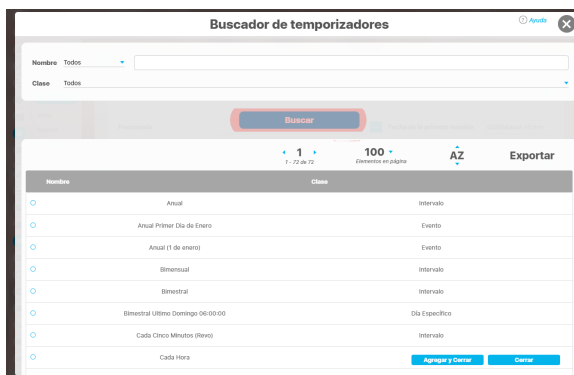 Buscador de temporizadores
Ayuda
Nombre Todos
Clase Todos
Buscar
1 100 AZ Exportar
1 - 72 de 72 Elementos en página
Nombre Clase
Anual Intervalo
Anual Primer Día de Enero Evento
Anual (1 de enero) Evento
Bimensual Intervalo
Bimestral Intervalo
Bimestral Ultimo Domingo 06:00:00 Día Específico
Cada Cinco Minutos (Revo) Intervalo
Cada Hora
Agregar y Cerrar Cerrar